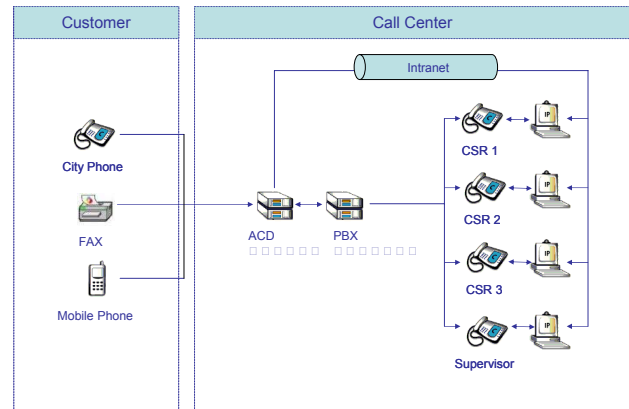 Customer
Call Center
Intranet
City Phone
FAX
Mobile Phone
ACD
PBX
CSR 1
IP
CSR 2
IP
CSR 3
IP
Supervisor
IP